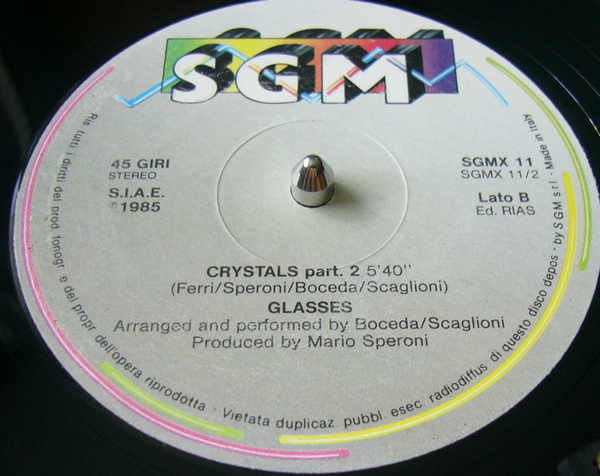 SGM
45 GIRI
STEREO
S.I.A.E.
℗1985
SGMX 11
SGMX 11/2
Lato B
Ed. RIAS
CRYSTALS part. 2 5'40''
(Ferri/Speroni/Boceda/Scaglioni)
GLASSES
Arranged and performed by Boceda/Scaglioni
Produced by Mario Speroni
Ris tutti i diritti del prod fonogr. e del propr dell'opera riprodotta - Vietata duplicaz. pubbl. esec radiodiffus di questo disco depos - by SGM srl - Made in Italy